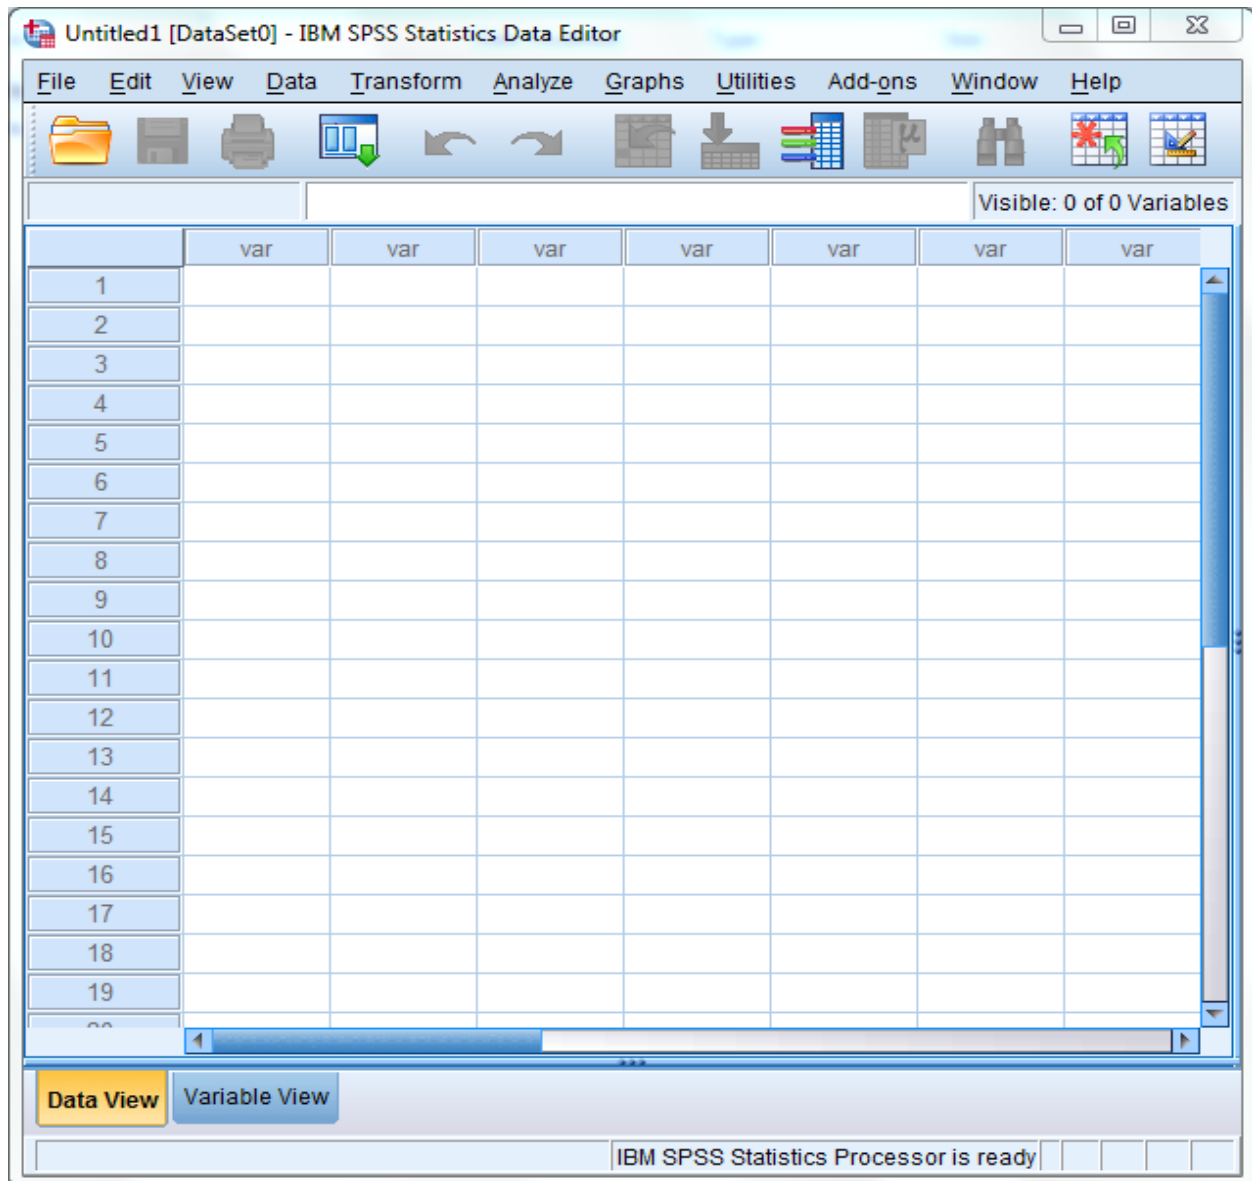 Untitled1 [DataSet0] - IBM SPSS Statistics Data Editor
File Edit View Data Transform Analyze Graphs Utilities Add-ons Window Help
µ
Visible: 0 of 0 Variables
var var var var var var var
1
2
3
4
5
6
7
8
9
10
11
12
13
14
15
16
17
18
19
Data View Variable View
IBM SPSS Statistics Processor is ready